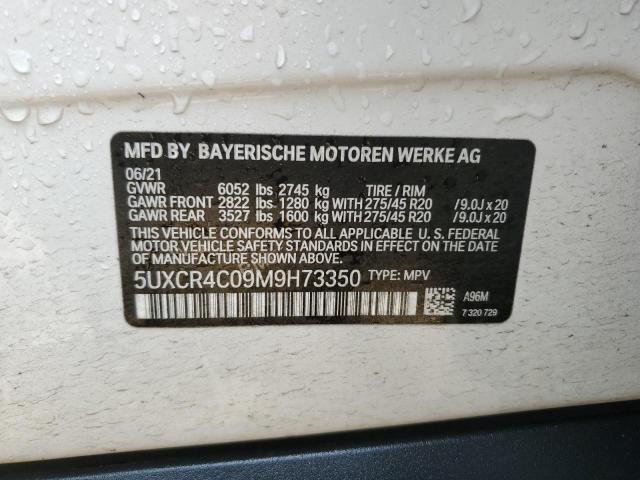 MFD BY BAYERISCHE MOTOREN WERKE AG
06/21
GVWR 6052 lbs 2745 kg TIRE / RIM
GAWR FRONT 2822 lbs 1280 kg WITH 275/45 R20 /9.0J x 20
GAWR REAR 3527 lbs 1600 kg WITH 275/45 R20 /9.0J x 20
THIS VEHICLE CONFORMS TO ALL APPLICABLE U. S. FEDERAL
MOTOR VEHICLE SAFETY STANDARDS IN EFFECT ON THE
DATE OF MANUFACTURE SHOWN ABOVE.
5UXCR4C09M9H73350 TYPE: MPV
A96M
7 320 729